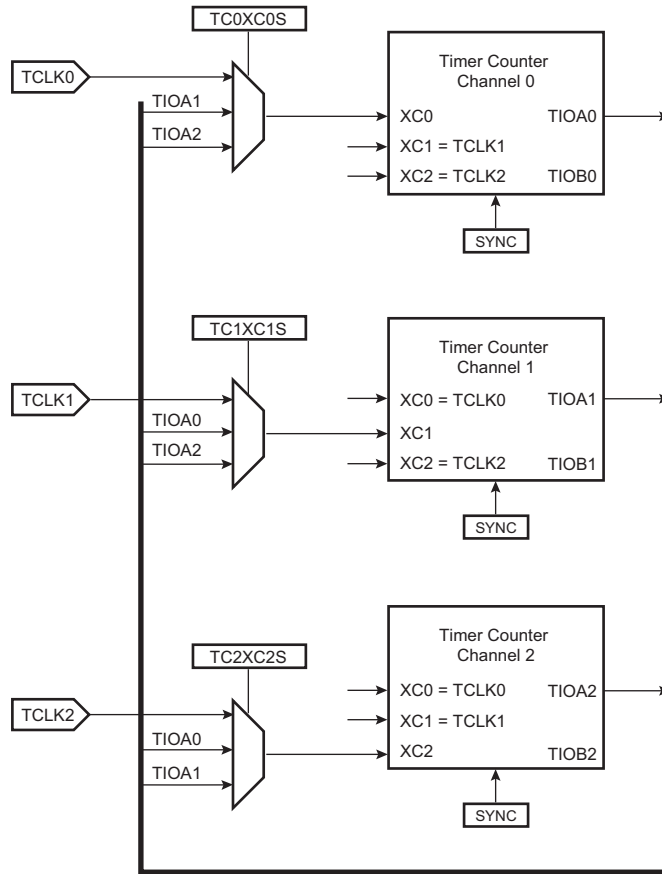 TC0XC0S
TCLK0
TIOA1
TIOA2
Timer Counter
Channel 0
XC0
TIOA0
XC1 = TCLK1
XC2 = TCLK2
TIOB0
SYNC
TC1XC1S
TCLK1
TIOA0
TIOA2
Timer Counter
Channel 1
XC0 = TCLK0
TIOA1
XC1
XC2 = TCLK2
TIOB1
SYNC
TC2XC2S
TCLK2
TIOA0
TIOA1
Timer Counter
Channel 2
XC0 = TCLK0
TIOA2
XC1 = TCLK1
XC2
TIOB2
SYNC